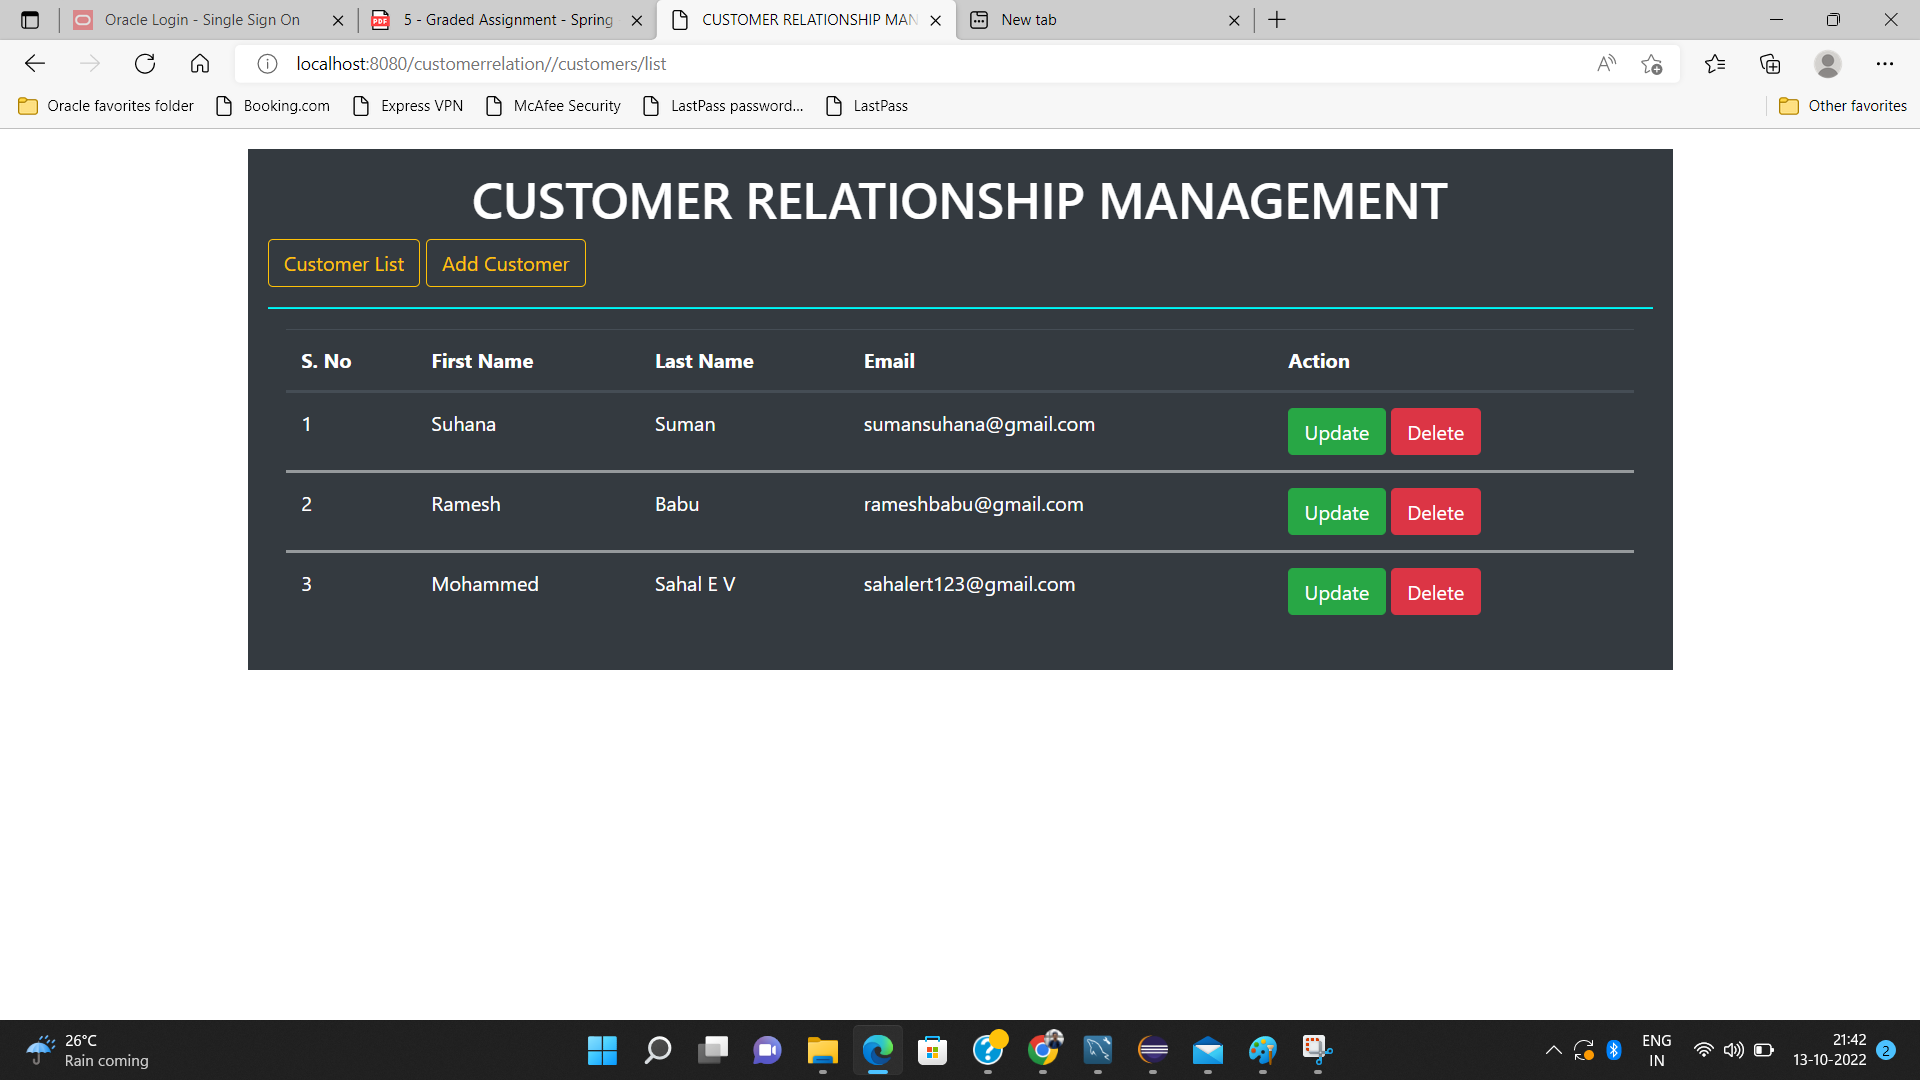 Oracle Login - Single Sign On
5 - Graded Assignment - Spring
CUSTOMER RELATIONSHIP MAN
New tab
localhost:8080/customerrelation//customers/list
Oracle favorites folder
Booking.com
Express VPN
McAfee Security
LastPass password...
LastPass
Other favorites
CUSTOMER RELATIONSHIP MANAGEMENT
Customer List Add Customer
S. No First Name Last Name Email Action
1 Suhana Suman sumansuhana@gmail.com Update Delete
2 Ramesh Babu rameshbabu@gmail.com Update Delete
3 Mohammed Sahal E V sahalert123@gmail.com Update Delete
26°C
Rain coming
ENG
IN
21:42
13-10-2022
2